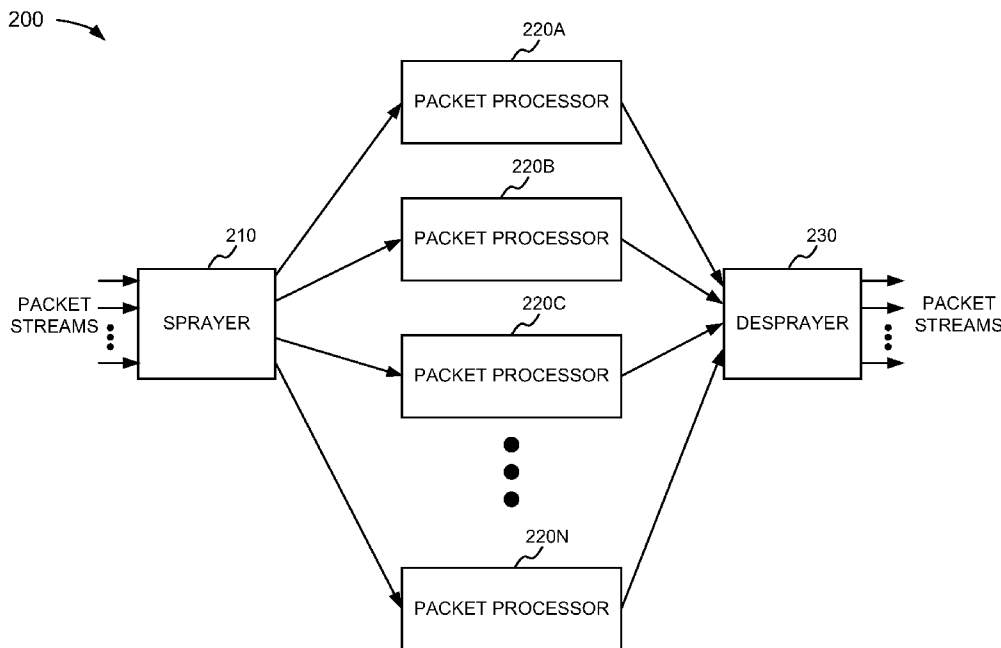 200
220A
PACKET PROCESSOR
220B
PACKET PROCESSOR
210
SPRAYER
PACKET
STREAMS
220C
PACKET PROCESSOR
230
DESPRAYER
PACKET
STREAMS
220N
PACKET PROCESSOR